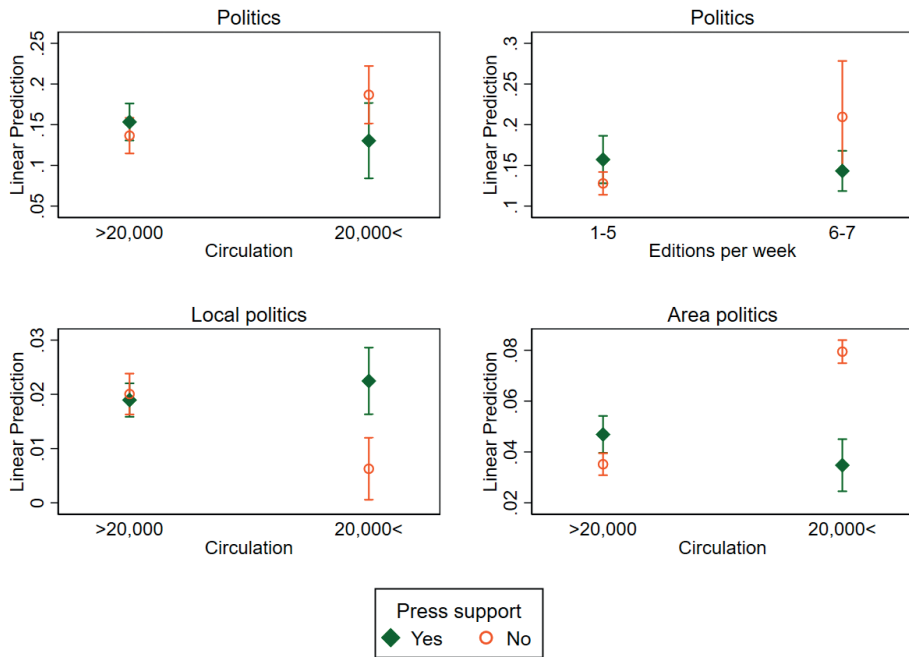 Politics
Linear Prediction
.25
.2
.15
.1
.05
>20,000
20,000<
Circulation
Politics
Linear Prediction
.3
.25
.2
.15
.1
1-5
6-7
Editions per week
Local politics
Linear Prediction
.03
.02
.01
0
>20,000
20,000<
Circulation
Area politics
Linear Prediction
.08
.06
.04
.02
>20,000
20,000<
Circulation
Press support
Yes No